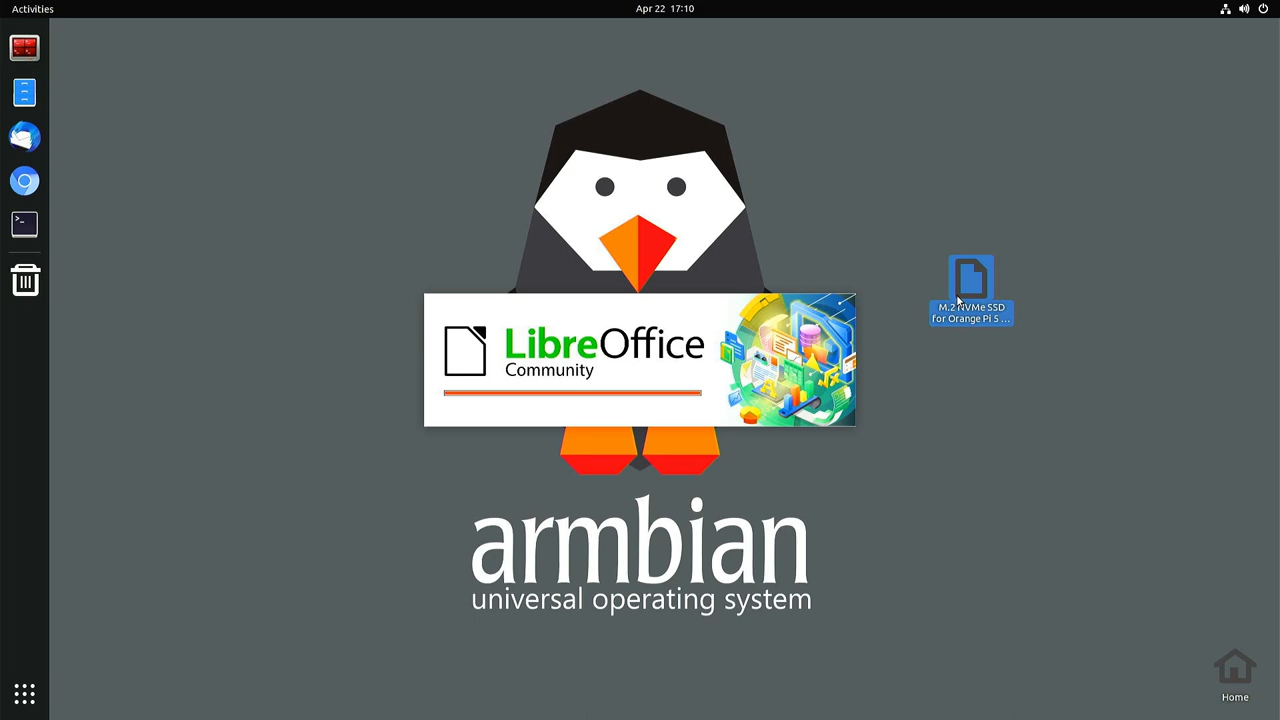 Activities
Apr 22 17:10
M.2 NVMe SSD
for Orange Pi 5 ...
LibreOffice
Community
armbian
universal operating system
Home